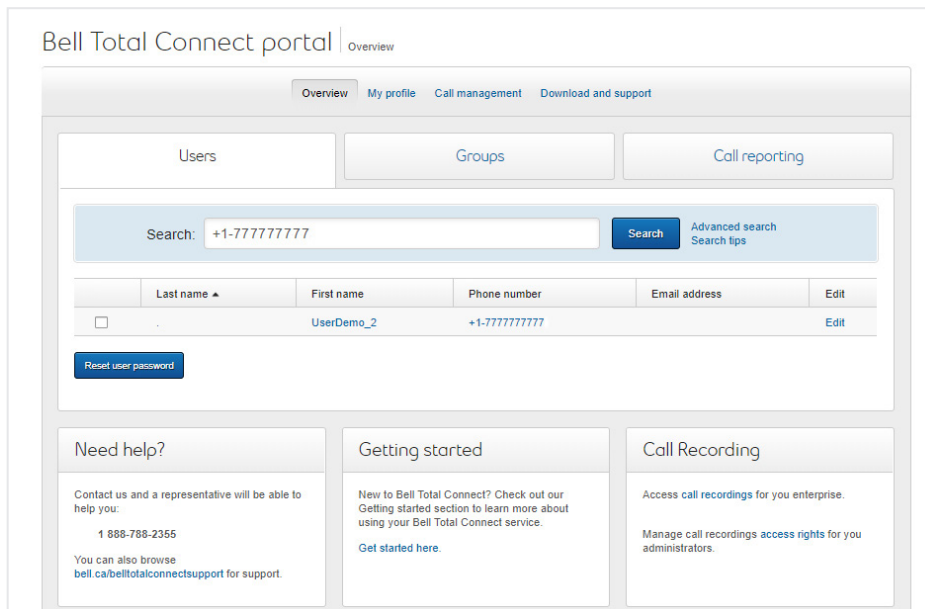 Bell Total Connect portal Overview
Overview My profile Call management Download and support
Users Groups Call reporting
Search: +1-777777777 Search Advanced search
Search tips
Last name ▲ First name Phone number Email address Edit
. UserDemo_2 +1-7777777777 Edit
Reset user password
Need help?
Contact us and a representative will be able to
help you:
1 888-788-2355
You can also browse
bell.ca/belltotalconnectsupport for support.
Getting started
New to Bell Total Connect? Check out our
Getting started section to learn more about
using your Bell Total Connect service.
Get started here.
Call Recording
Access call recordings for you enterprise.
Manage call recordings access rights for you
administrators.